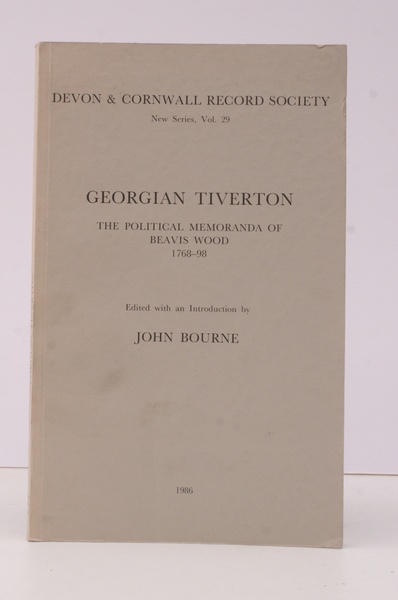 DEVON & CORNWALL RECORD SOCIETY
New Series, Vol. 29
GEORGIAN TIVERTON
THE POLITICAL MEMORANDA OF
BEAVIS WOOD
1768–98
Edited with an Introduction by
JOHN BOURNE
1986